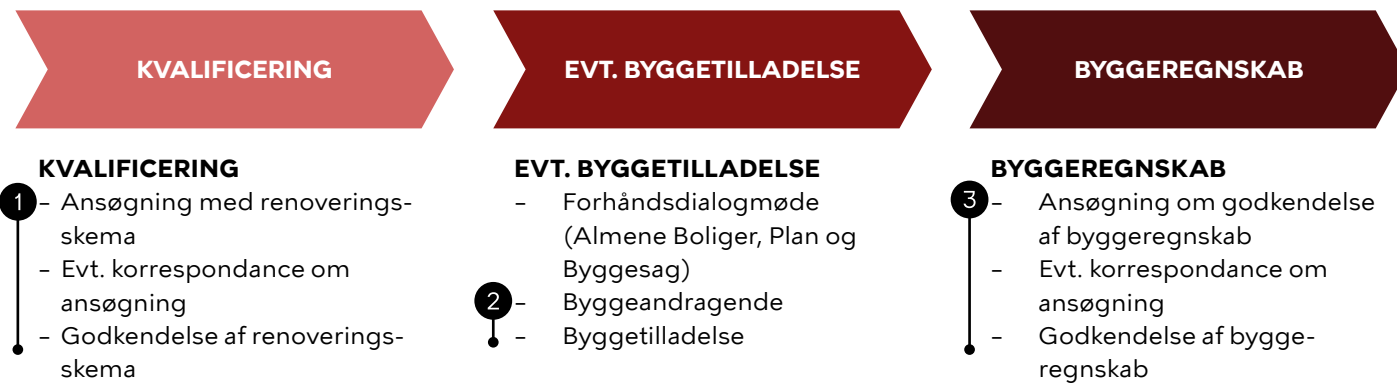 KVALIFICERING
EVT. BYGGETILLADELSE
BYGGEREGNSKAB
KVALIFICERING
1 – Ansøgning med renoverings-
skema
– Evt. korrespondance om
ansøgning
– Godkendelse af renoverings-
skema
EVT. BYGGETILLADELSE
– Forhåndsdialogmøde
(Almene Boliger, Plan og
Byggesag)
2 – Byggeandragende
– Byggetilladelse
BYGGEREGNSKAB
3 – Ansøgning om godkendelse
af byggeregnskab
– Evt. korrespondance om
ansøgning
– Godkendelse af bygge-
regnskab